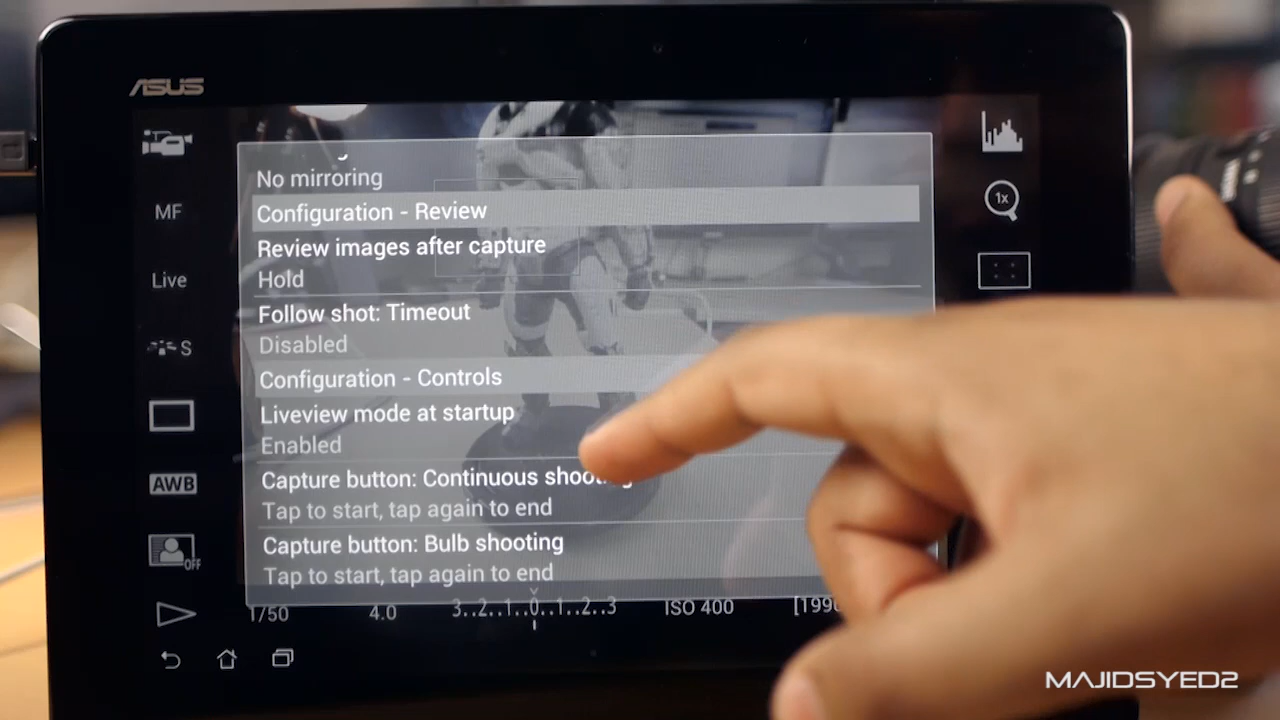 ASUS
No mirroring
Configuration - Review
Review images after capture
Hold
Follow shot: Timeout
Disabled
Configuration - Controls
Liveview mode at startup
Enabled
Capture button: Continuous
Tap to start, tap again to end
Capture button: Bulb shooting
Tap to start, tap again to end
MF
Live
S
AWB
OFF
1x
1/50 4.0 3..2..1..0..1..2..3 ISO 400 [199
MAJIDSYED2